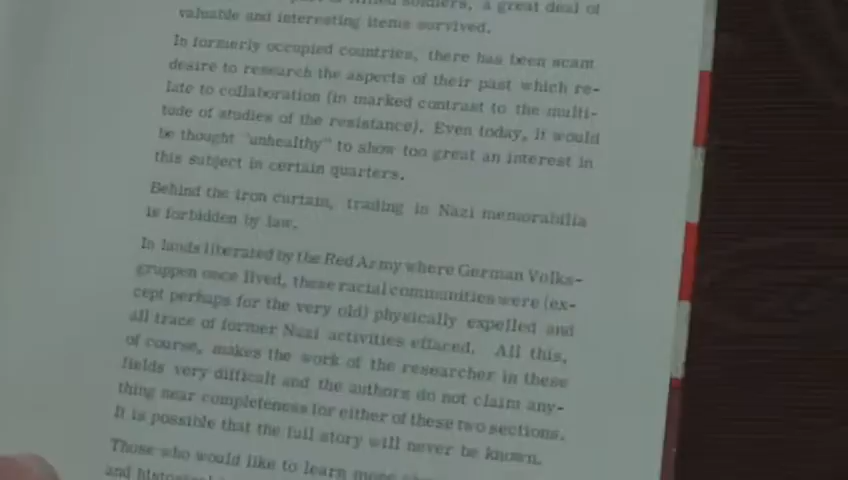 soldiers, a great deal of
valuable and interesting items survived.
In formerly occupied countries, there has been scant
desire to research the aspects of their past which re-
late to collaboration (in marked contrast to the multi-
tude of studies of the resistance). Even today, it would
be thought "unhealthy" to show too great an interest in
this subject in certain quarters.
Behind the iron curtain, trading in Nazi memorabilia
is forbidden by law.
In lands liberated by the Red Army where German Volks-
gruppen once lived, these racial communities were (ex-
cept perhaps for the very old) physically expelled and
all trace of former Nazi activities effaced. All this,
of course, makes the work of the researcher in these
fields very difficult and the authors do not claim any-
thing near completeness for either of these two sections.
It is possible that the full story will never be known.
Those who would like to learn more
and